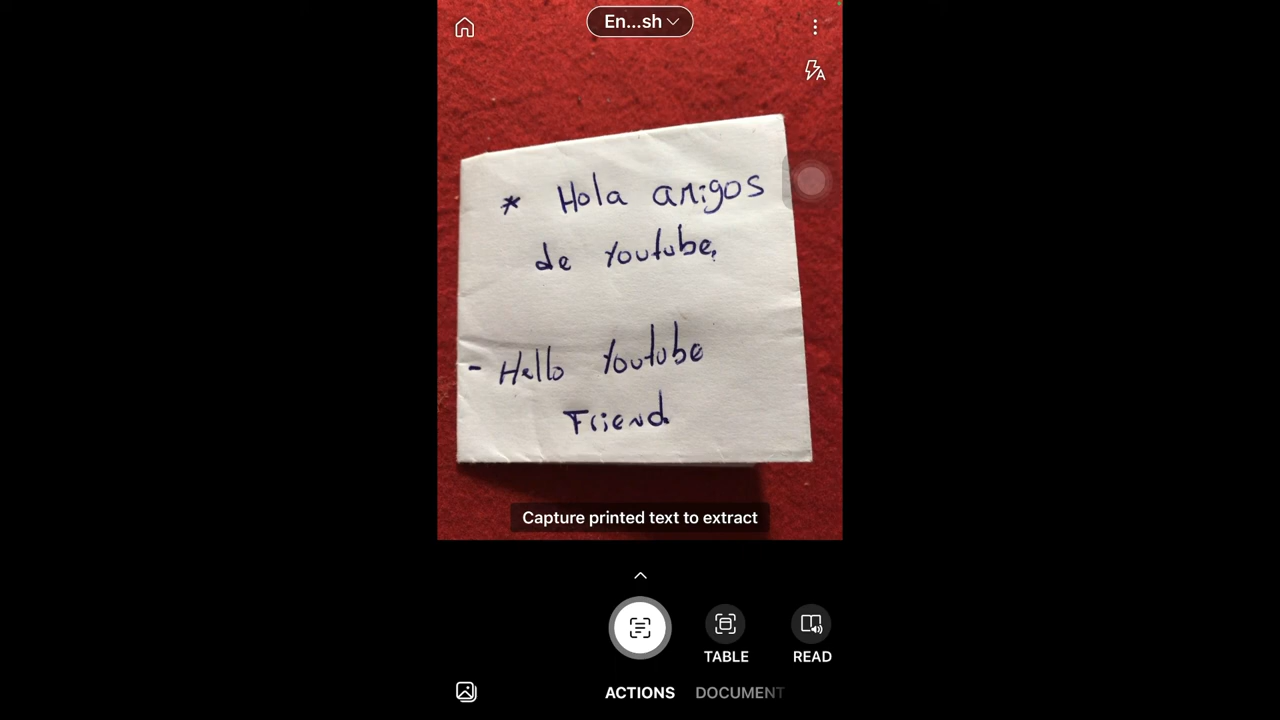 En...sh
* Hola amigos
de Youtube.
- Hello Youtube
Friend
Capture printed text to extract
TABLE
READ
ACTIONS
DOCUMENT